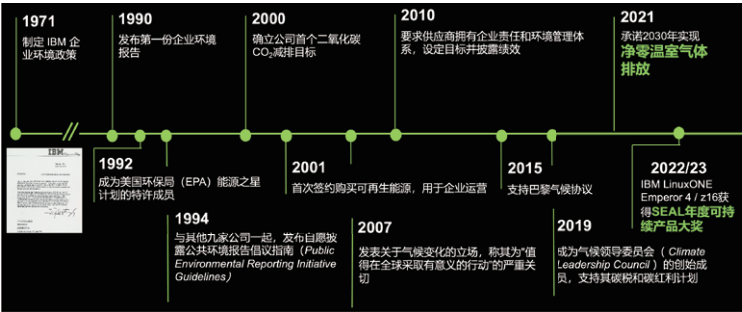 1971
制定 IBM 企
业环境政策
1990
发布第一份企业环境
报告
2000
确立公司首个二氧化碳
CO₂减排目标
2010
要求供应商拥有企业责任和环境管理体
系，设定目标并披露绩效
2021
承诺2030年实现
净零温室气体
排放
IBM
1992
成为美国环保局（EPA）能源之星
计划的特许成员
2001
首次签约购买可再生能源，用于企业运营
2015
支持巴黎气候协议
2022/23
IBM LinuxONE
Emperor 4 / z16获
得SEAL年度可持
续产品大奖
1994
与其他九家公司一起，发布自愿披
露公共环境报告倡议指南（Public
Environmental Reporting Initiative
Guidelines）
2007
发表关于气候变化的立场，称其为“值
得在全球采取有意义的行动”的严重关
切
2019
成为气候领导委员会（ Climate
Leadership Council ）的创始成
员，支持其碳税和碳红利计划